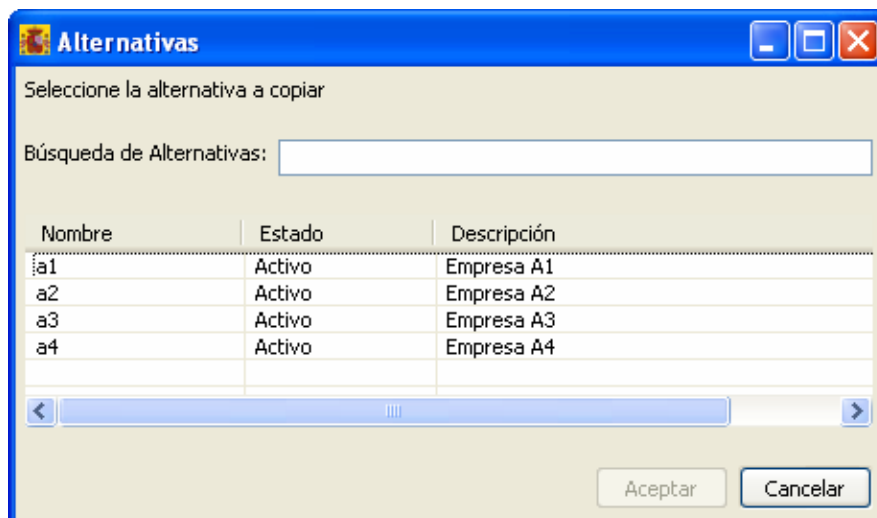 Alternativas
Seleccione la alternativa a copiar
Búsqueda de Alternativas:
Nombre Estado Descripción
a1 Activo Empresa A1
a2 Activo Empresa A2
a3 Activo Empresa A3
a4 Activo Empresa A4
Aceptar Cancelar